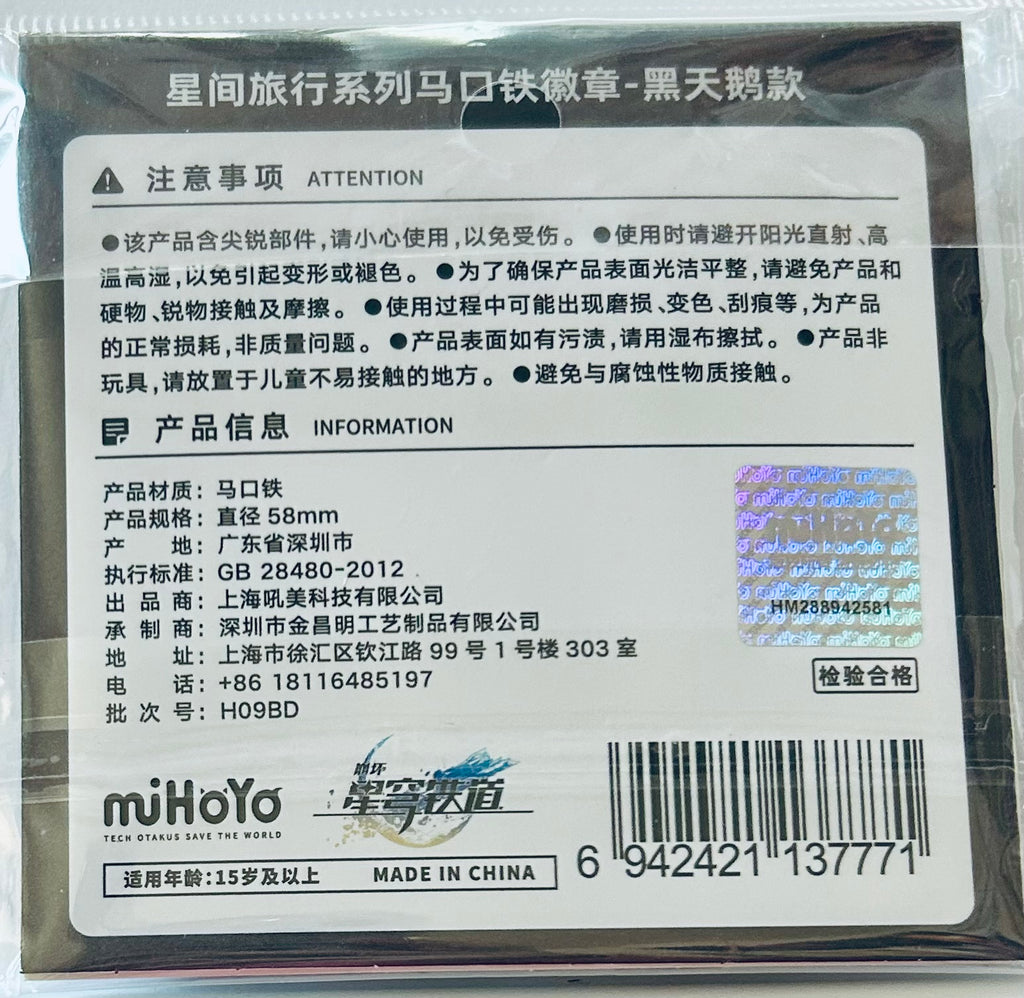 星间旅行系列马口铁徽章-黑天鹅款
注意事项 ATTENTION
●该产品含尖锐部件,请小心使用,以免受伤。 ●使用时请避开阳光直射、高
温高湿,以免引起变形或褪色。 ●为了确保产品表面光洁平整,请避免产品和
硬物、锐物接触及摩擦。 ●使用过程中可能出现磨损、变色、刮痕等,为产品
的正常损耗,非质量问题。 ●产品表面如有污渍,请用湿布擦拭。 ●产品非
玩具,请放置于儿童不易接触的地方。 ●避免与腐蚀性物质接触。
产品信息 INFORMATION
产品材质: 马口铁
产品规格: 直径 58mm
产 地: 广东省深圳市
执行标准: GB 28480-2012
出 品 商: 上海吼美科技有限公司
承 制 商: 深圳市金昌明工艺制品有限公司
地 址: 上海市徐汇区钦江路 99 号 1 号楼 303 室
电 话: +86 18116485197
批 次 号: H09BD
miHoYo
HM288942581
检验合格
miHoYo
TECH OTAKUS SAVE THE WORLD
崩坏
星穹铁道
适用年龄:15岁及以上 MADE IN CHINA
6 942421 137771